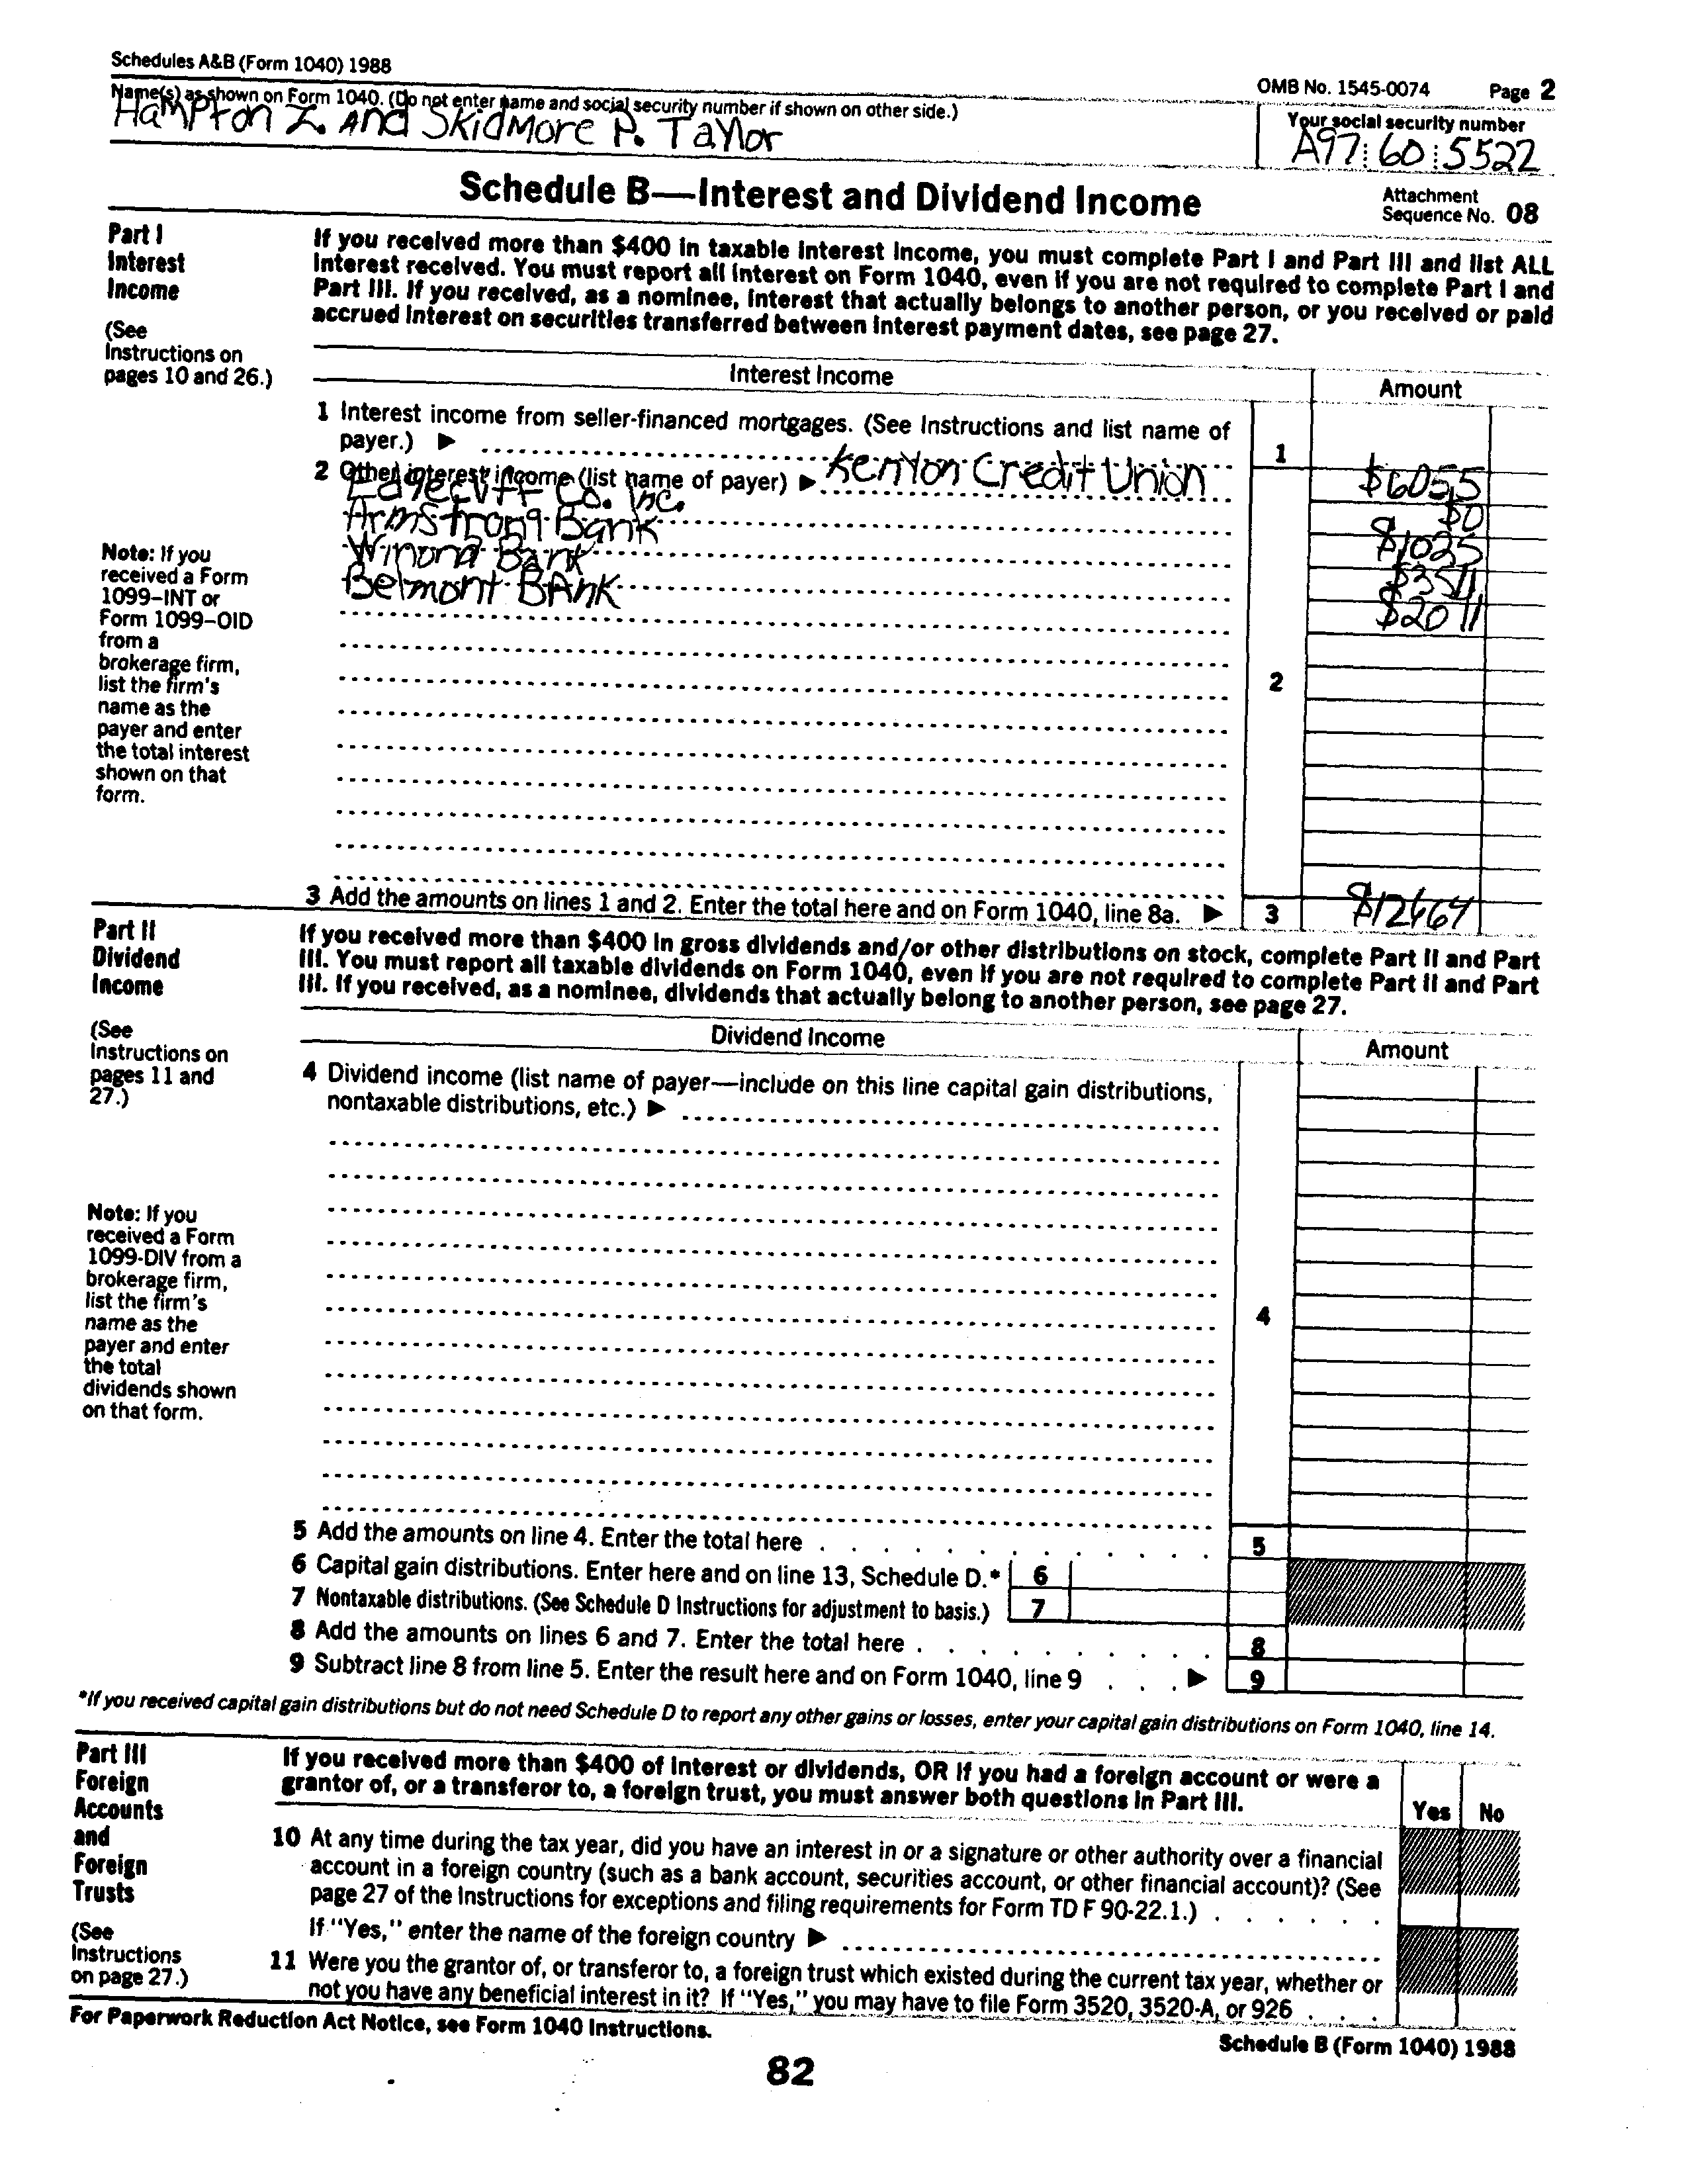 Schedules A&B (Form 1040) 1988
OMB No. 1545-0074 Page 2
Name(s) as shown on Form 1040. (Do not enter name and social security number if shown on other side.)
Hampton Z. And Skidmore P. Taylor
Your social security number
A97 60 5522
Schedule B—Interest and Dividend Income
Attachment
Sequence No. 08
Part I
Interest
Income
(See
Instructions on
pages 10 and 26.)
If you received more than $400 in taxable interest income, you must complete Part I and Part III and list ALL
interest received. You must report all interest on Form 1040, even if you are not required to complete Part I and
Part III. If you received, as a nominee, interest that actually belongs to another person, or you received or paid
accrued interest on securities transferred between interest payment dates, see page 27.
Interest Income
Amount
1 Interest income from seller-financed mortgages. (See Instructions and list name of
payer.) ▶
1
2 Other interest income (list name of payer) ▶ Kenyon Credit Union
$6055
Co. Inc.
$0
Armstrong Bank
$1025
Winona Bank
$3511
Belmont BAnk
$2011
Note: If you
received a Form
1099–INT or
Form 1099–OID
from a
brokerage firm,
list the firm's
name as the
payer and enter
the total interest
shown on that
form.
2
3 Add the amounts on lines 1 and 2. Enter the total here and on Form 1040, line 8a. ▶
3
Part II
Dividend
Income
(See
Instructions on
pages 11 and
27.)
If you received more than $400 in gross dividends and/or other distributions on stock, complete Part II and Part
III. You must report all taxable dividends on Form 1040, even if you are not required to complete Part II and Part
III. If you received, as a nominee, dividends that actually belong to another person, see page 27.
Dividend Income
Amount
4 Dividend income (list name of payer—include on this line capital gain distributions,
nontaxable distributions, etc.) ▶
Note: If you
received a Form
1099-DIV from a
brokerage firm,
list the firm's
name as the
payer and enter
the total
dividends shown
on that form.
4
5 Add the amounts on line 4. Enter the total here
5
6 Capital gain distributions. Enter here and on line 13, Schedule D.* 6
7 Nontaxable distributions. (See Schedule D Instructions for adjustment to basis.) 7
8 Add the amounts on lines 6 and 7. Enter the total here
8
9 Subtract line 8 from line 5. Enter the result here and on Form 1040, line 9 ▶
9
*If you received capital gain distributions but do not need Schedule D to report any other gains or losses, enter your capital gain distributions on Form 1040, line 14.
Part III
Foreign
Accounts
and
Foreign
Trusts
(See
Instructions
on page 27.)
If you received more than $400 of interest or dividends, OR if you had a foreign account or were a
grantor of, or a transferor to, a foreign trust, you must answer both questions in Part III.
Yes No
10 At any time during the tax year, did you have an interest in or a signature or other authority over a financial
account in a foreign country (such as a bank account, securities account, or other financial account)? (See
page 27 of the Instructions for exceptions and filing requirements for Form TD F 90-22.1.)
If "Yes," enter the name of the foreign country ▶
11 Were you the grantor of, or transferor to, a foreign trust which existed during the current tax year, whether or
not you have any beneficial interest in it? If "Yes," you may have to file Form 3520, 3520-A, or 926
For Paperwork Reduction Act Notice, see Form 1040 Instructions.
Schedule B (Form 1040) 1988
82